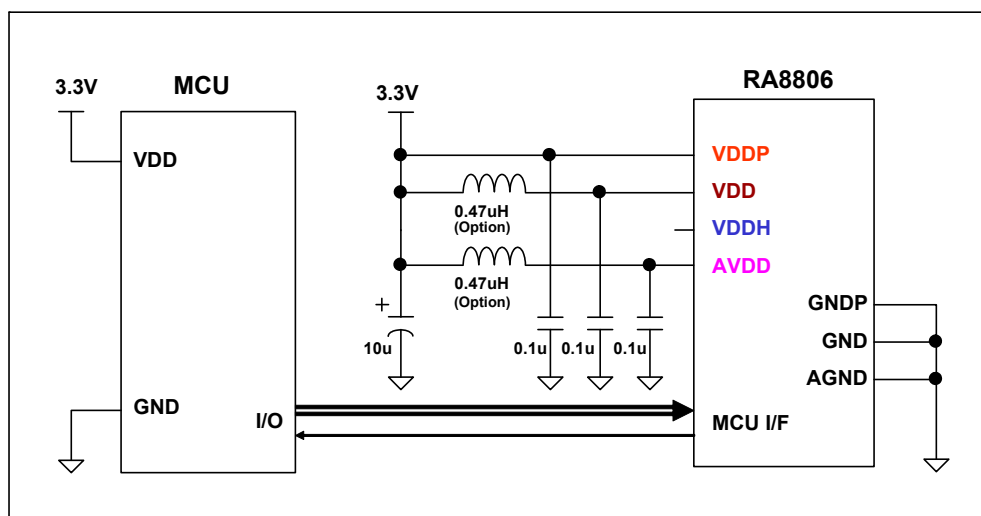 MCU
RA8806
3.3V
3.3V
VDD
VDDP
VDD
0.47uH
(Option)
VDDH
AVDD
0.47uH
(Option)
GNDP
+
10u
0.1u
0.1u
0.1u
GND
AGND
GND
I/O
MCU I/F